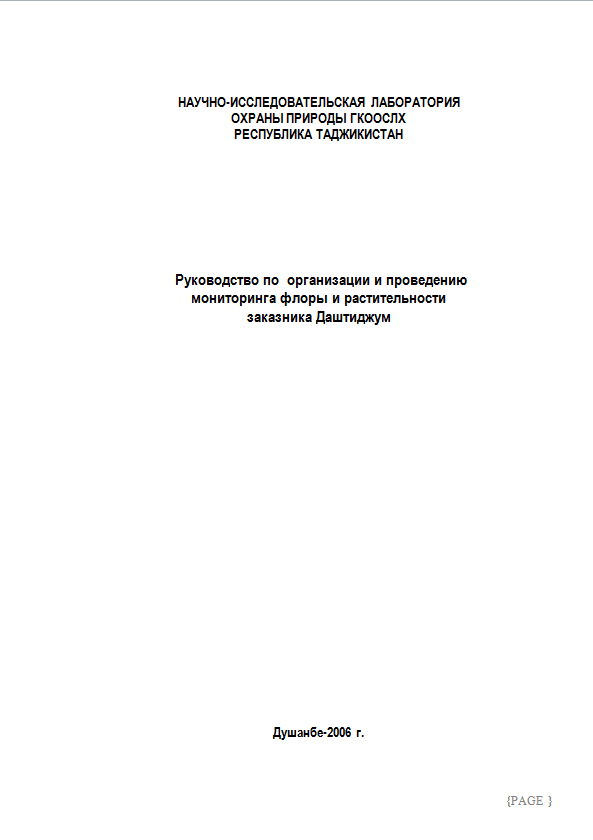 НАУЧНО-ИССЛЕДОВАТЕЛЬСКАЯ ЛАБОРАТОРИЯ
ОХРАНЫ ПРИРОДЫ ГКООСЛХ
РЕСПУБЛИКА ТАДЖИКИСТАН
Руководство по организации и проведению
мониторинга флоры и растительности
заказника Даштиджум
Душанбе-2006 г.
{PAGE }